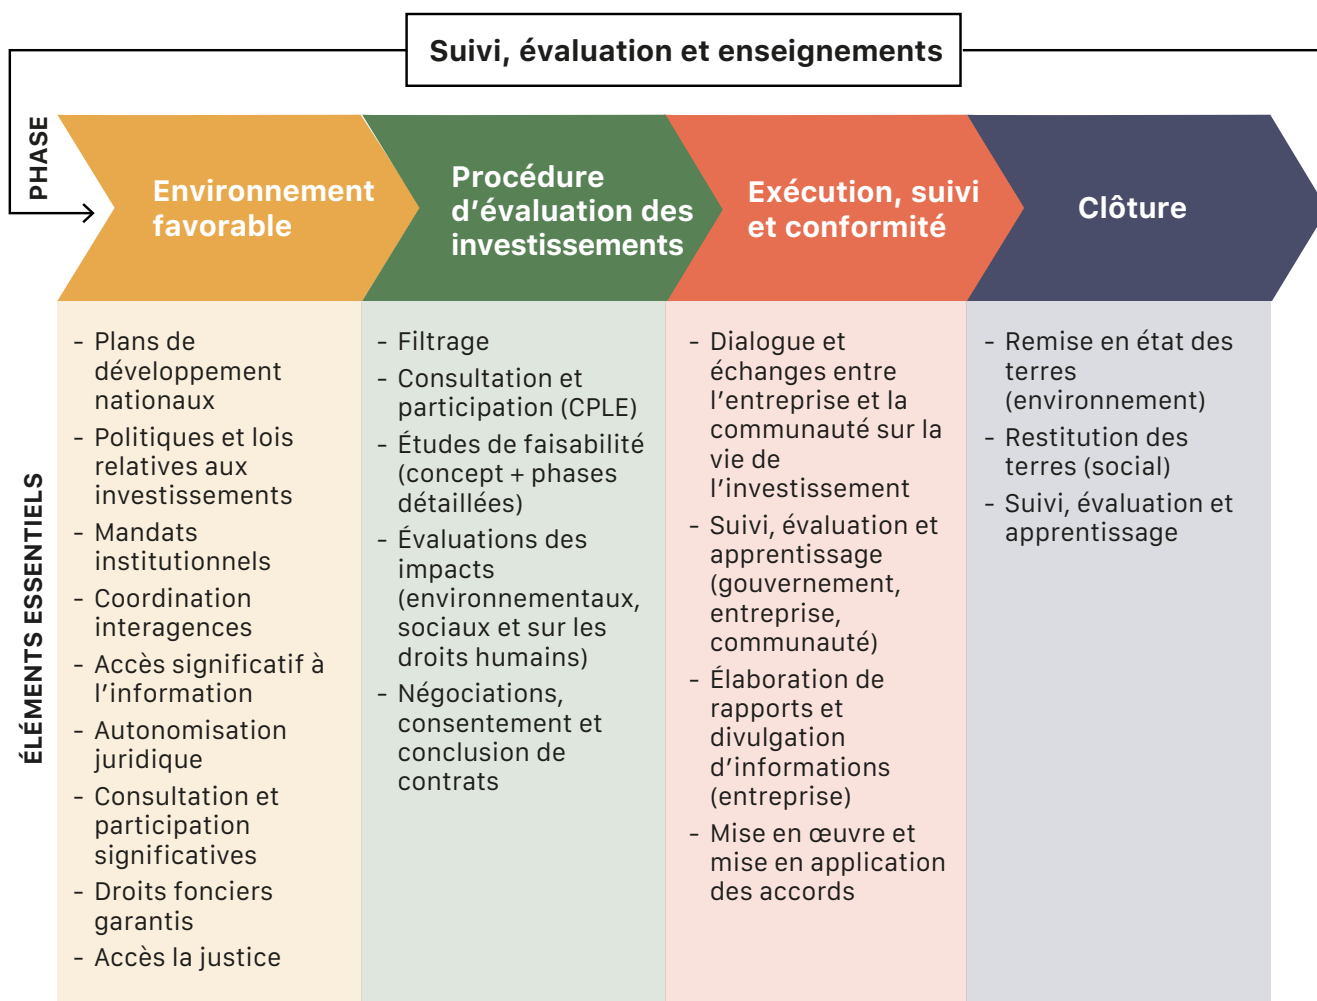 Suivi, évaluation et enseignements
PHASE
Environnement
favorable
Procédure
d’évaluation des
investissements
Exécution, suivi
et conformité
Clôture
ÉLÉMENTS ESSENTIELS
- Plans de
développement
nationaux
- Politiques et lois
relatives aux
investissements
- Mandats
institutionnels
- Coordination
interagences
- Accès significatif à
l’information
- Autonomisation
juridique
- Consultation et
participation
significatives
- Droits fonciers
garantis
- Accès la justice
- Filtrage
- Consultation et
participation (CPLE)
- Études de faisabilité
(concept + phases
détaillées)
- Évaluations des
impacts
(environnementaux,
sociaux et sur les
droits humains)
- Négociations,
consentement et
conclusion de
contrats
- Dialogue et
échanges entre
l’entreprise et la
communauté sur la
vie de
l’investissement
- Suivi, évaluation et
apprentissage
(gouvernement,
entreprise,
communauté)
- Élaboration de
rapports et
divulgation
d’informations
(entreprise)
- Mise en œuvre et
mise en application
des accords
- Remise en état des
terres
(environnement)
- Restitution des
terres (social)
- Suivi, évaluation et
apprentissage